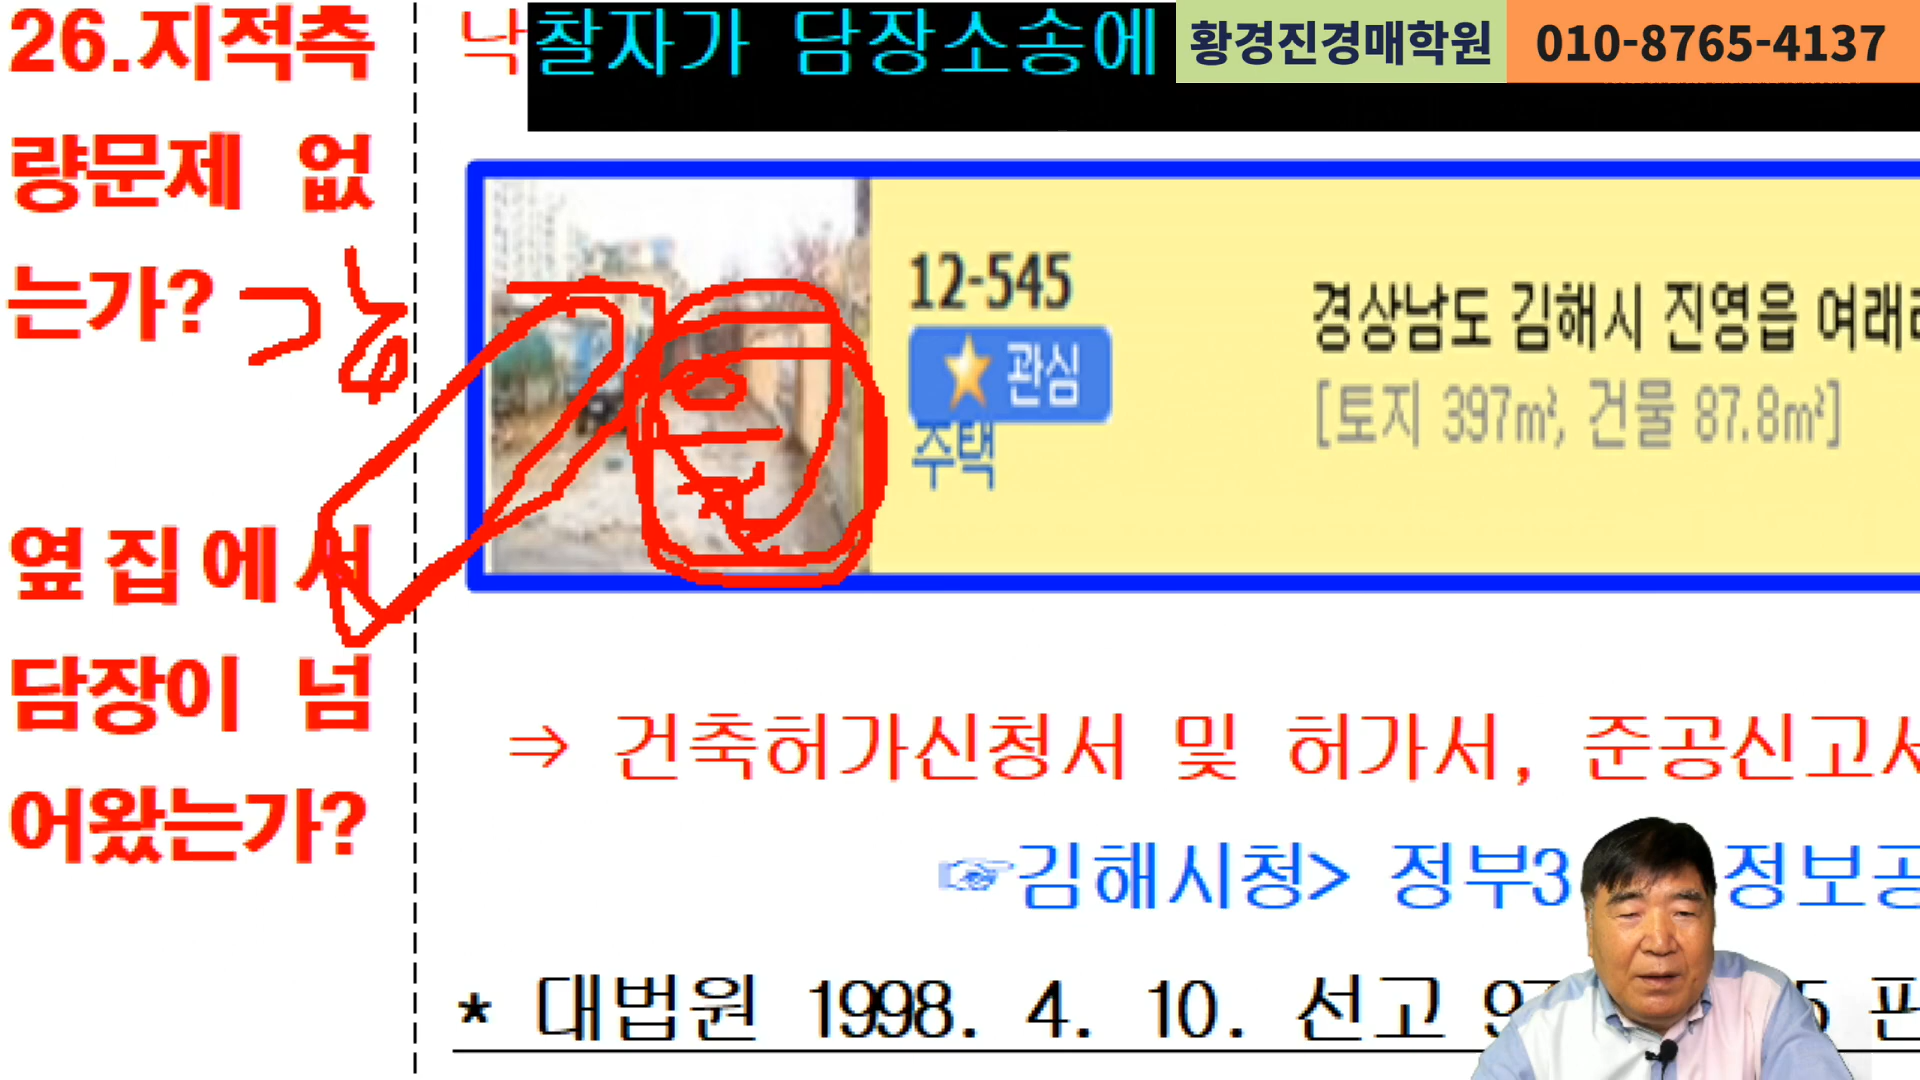 26.지적측
량문제 없
는가?
옆집에서
담장이 넘
어왔는가?
낙찰자가 담장소송에
황경진경매학원 010-8765-4137
12-545
관심
주택
경상남도 김해시 진영읍 여래리
[토지 397㎡, 건물 87.8㎡]
⇒ 건축허가신청서 및 허가서, 준공신고서
☞김해시청> 정부3 정보공
* 대법원 1998. 4. 10. 선고 97 5 판